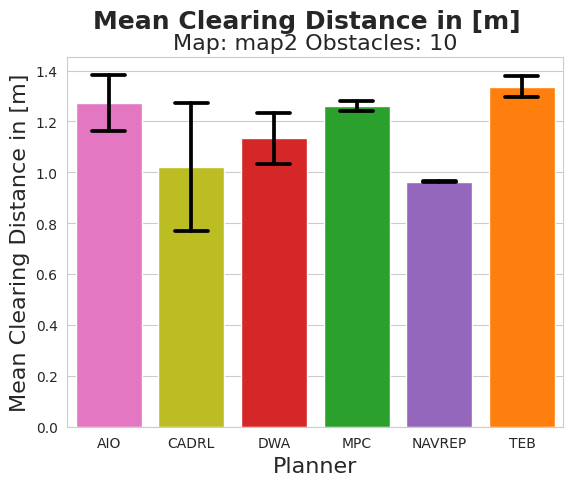 Mean Clearing Distance in [m]
Map: map2 Obstacles: 10
Mean Clearing Distance in [m]
1.4
1.2
1.0
0.8
0.6
0.4
0.2
0.0
AIO CADRL DWA MPC NAVREP TEB
Planner